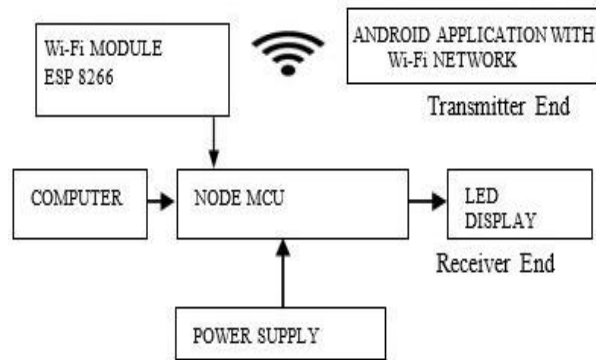 Wi-Fi MODULE
ESP 8266
ANDROID APPLICATION WITH
Wi-Fi NETWORK
Transmitter End
COMPUTER
NODE MCU
LED
DISPLAY
Receiver End
POWER SUPPLY